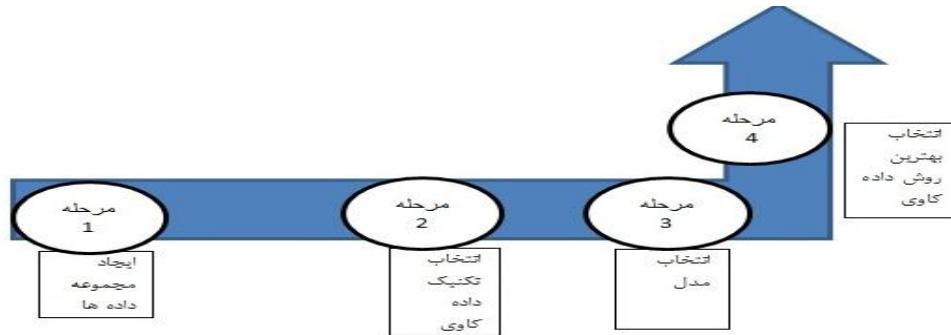 مرحله
1
ایجاد
مجموعه
داده ها
مرحله
2
انتخاب
تکنیک
داده
کاوی
مرحله
3
انتخاب
مدل
مرحله
4
انتخاب
بهترین
روش داده
کاوی